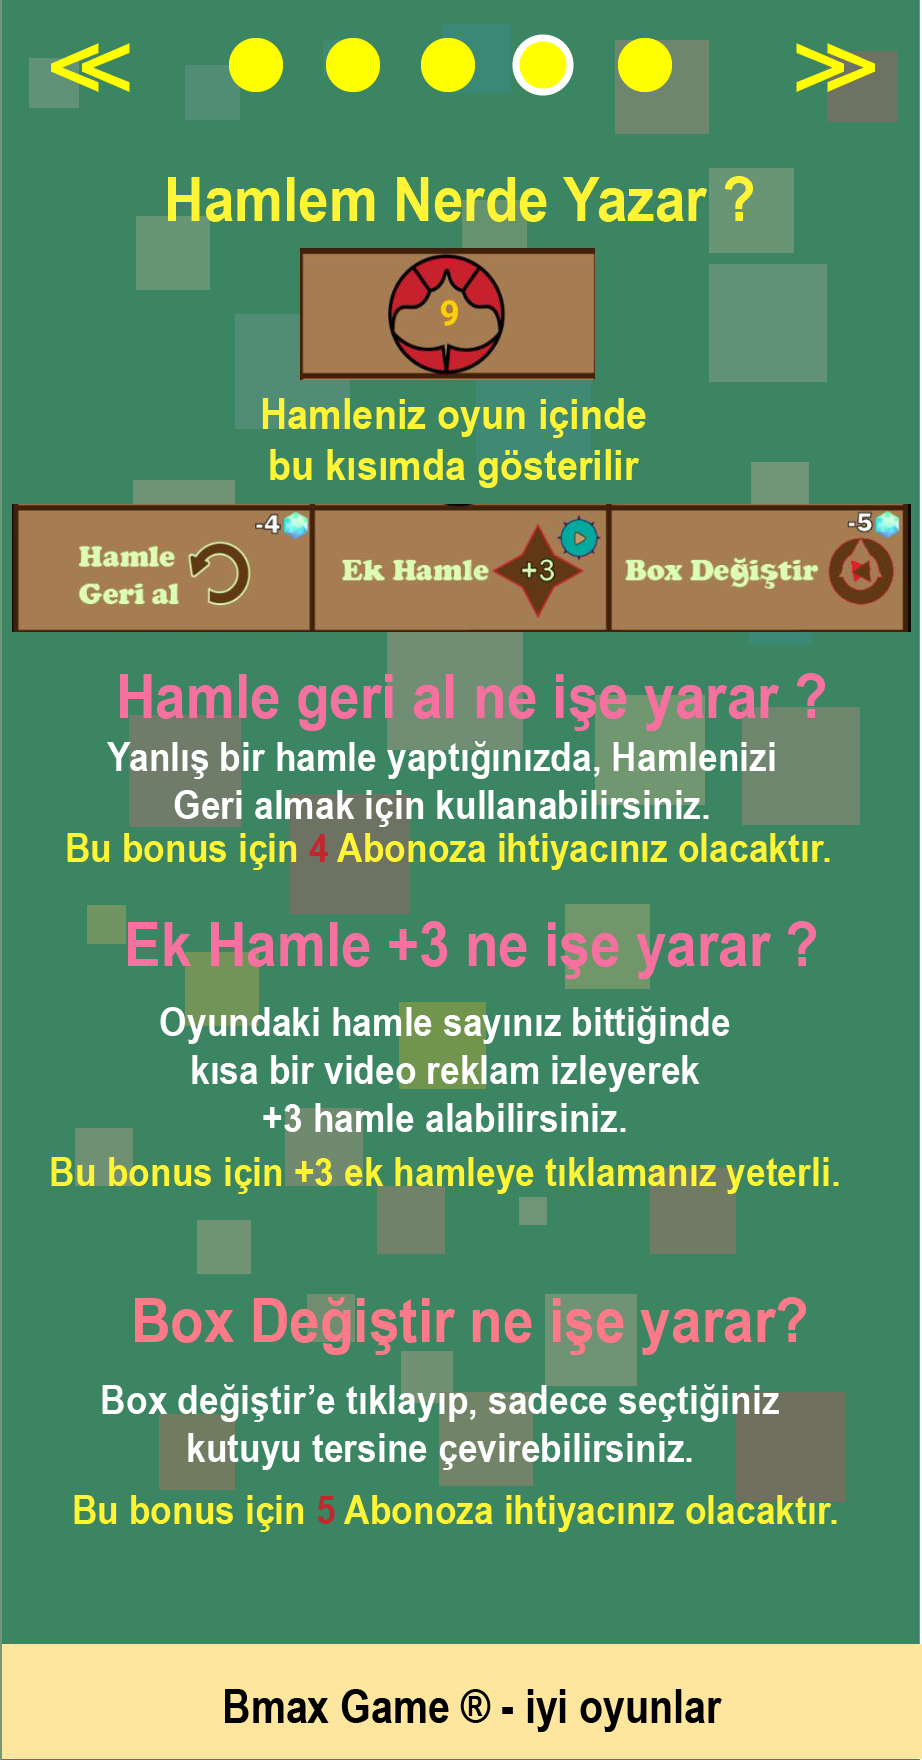 Hamlem Nerde Yazar ?
9
Hamleniz oyun içinde
bu kısımda gösterilir
-4
Hamle
Geri al
Ek Hamle +3
-5
Box Değiştir
Hamle geri al ne işe yarar ?
Yanlış bir hamle yaptığınızda, Hamlenizi
Geri almak için kullanabilirsiniz.
Bu bonus için 4 Abonoza ihtiyacınız olacaktır.
Ek Hamle +3 ne işe yarar ?
Oyundaki hamle sayınız bittiğinde
kısa bir video reklam izleyerek
+3 hamle alabilirsiniz.
Bu bonus için +3 ek hamleye tıklamanız yeterli.
Box Değiştir ne işe yarar?
Box değiştir’e tıklayıp, sadece seçtiğiniz
kutuyu tersine çevirebilirsiniz.
Bu bonus için 5 Abonoza ihtiyacınız olacaktır.
Bmax Game ® - iyi oyunlar